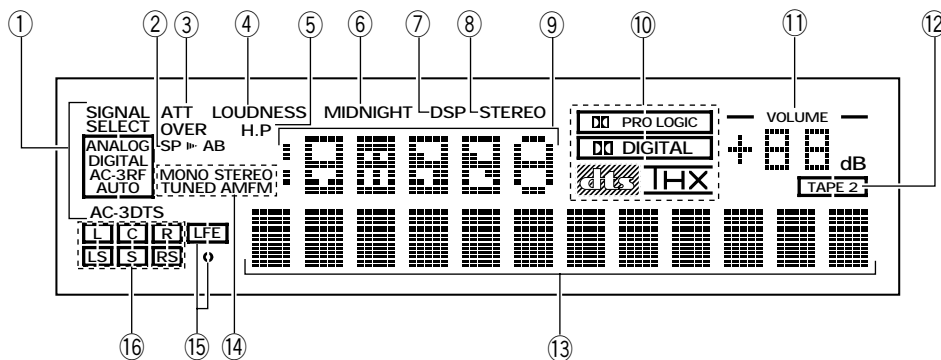 ① ② ③ ④ ⑤ ⑥ ⑦ ⑧ ⑨ ⑩ ⑪ ⑫
SIGNAL SELECT
ATT
OVER
LOUDNESS
H.P
MIDNIGHT
DSP
STEREO
SP AB
ANALOG
DIGITAL
AC-3RF
AUTO
MONO STEREO
TUNED AMFM
PRO LOGIC
DIGITAL
dts THX
VOLUME
+88 dB
TAPE 2
AC-3DTS
L C R LFE
LS S RS
⑯ ⑮ ⑭ ⑬